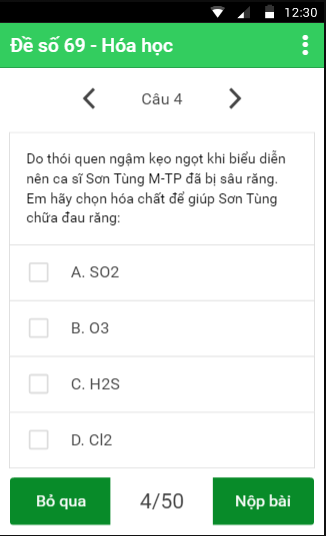 12:30
Đề số 69 - Hóa học
Câu 4
Do thói quen ngậm kẹo ngọt khi biểu diễn
nên ca sĩ Sơn Tùng M-TP đã bị sâu răng.
Em hãy chọn hóa chất để giúp Sơn Tùng
chữa đau răng:
A. SO2
B. O3
C. H2S
D. Cl2
Bỏ qua
4/50
Nộp bài